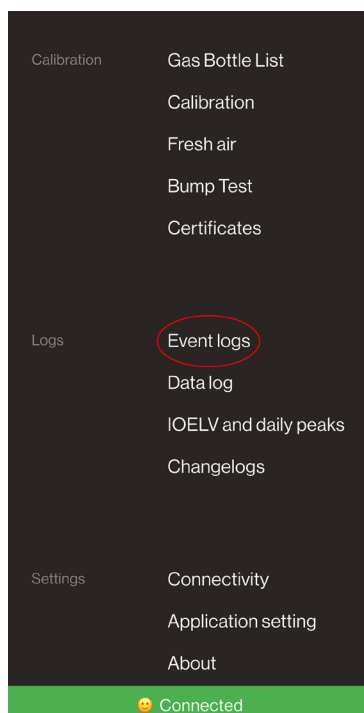 Calibration Gas Bottle List
Calibration
Fresh air
Bump Test
Certificates
Logs Event logs
Data log
IOELV and daily peaks
Changelogs
Settings Connectivity
Application setting
About
🙂 Connected